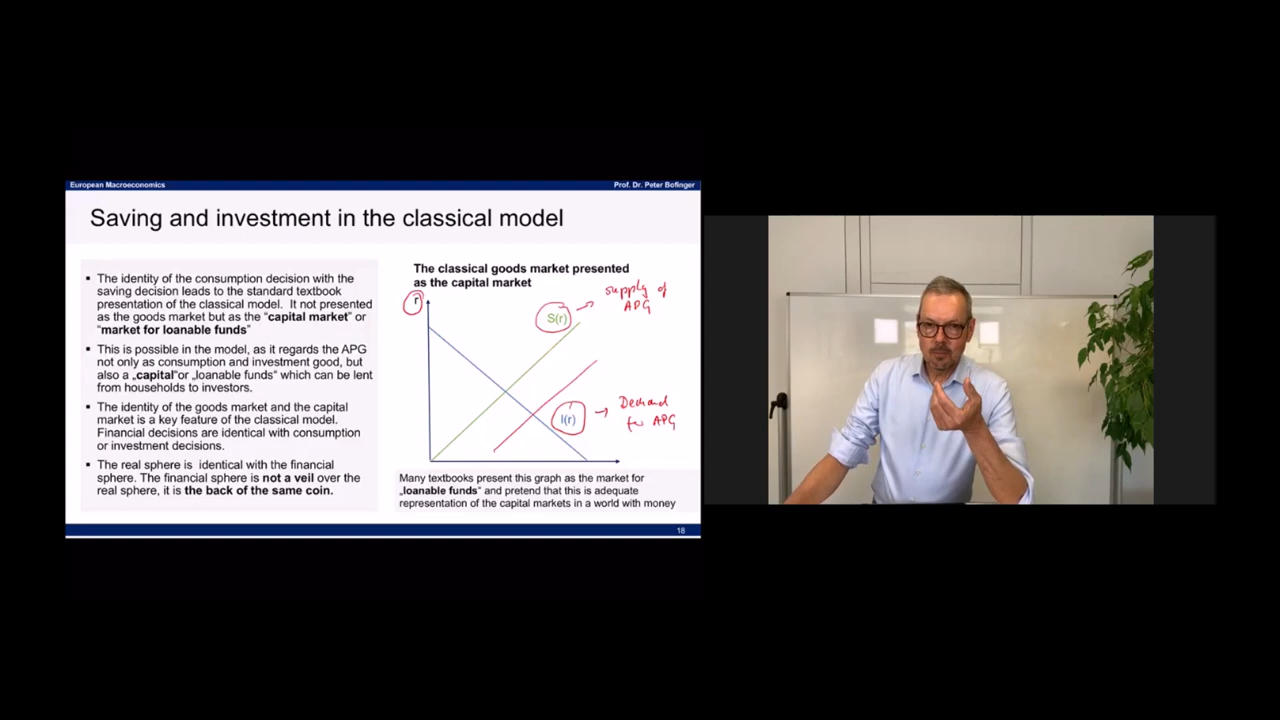 European Macroeconomics
Prof. Dr. Peter Bofinger
Saving and investment in the classical model
▪ The identity of the consumption decision with the
saving decision leads to the standard textbook
presentation of the classical model. It not presented
as the goods market but as the “capital market” or
“market for loanable funds”
▪ This is possible in the model, as it regards the APG
not only as consumption and investment good, but
also a „capital“or „loanable funds“ which can be lent
from households to investors.
▪ The identity of the goods market and the capital
market is a key feature of the classical model.
Financial decisions are identical with consumption
or investment decisions.
▪ The real sphere is identical with the financial
sphere. The financial sphere is not a veil over the
real sphere, it is the back of the same coin.
The classical goods market presented
as the capital market
r
S(r)
supply of
APG
I(r)
Demand
for APG
Many textbooks present this graph as the market for
„loanable funds“ and pretend that this is adequate
representation of the capital markets in a world with money
18